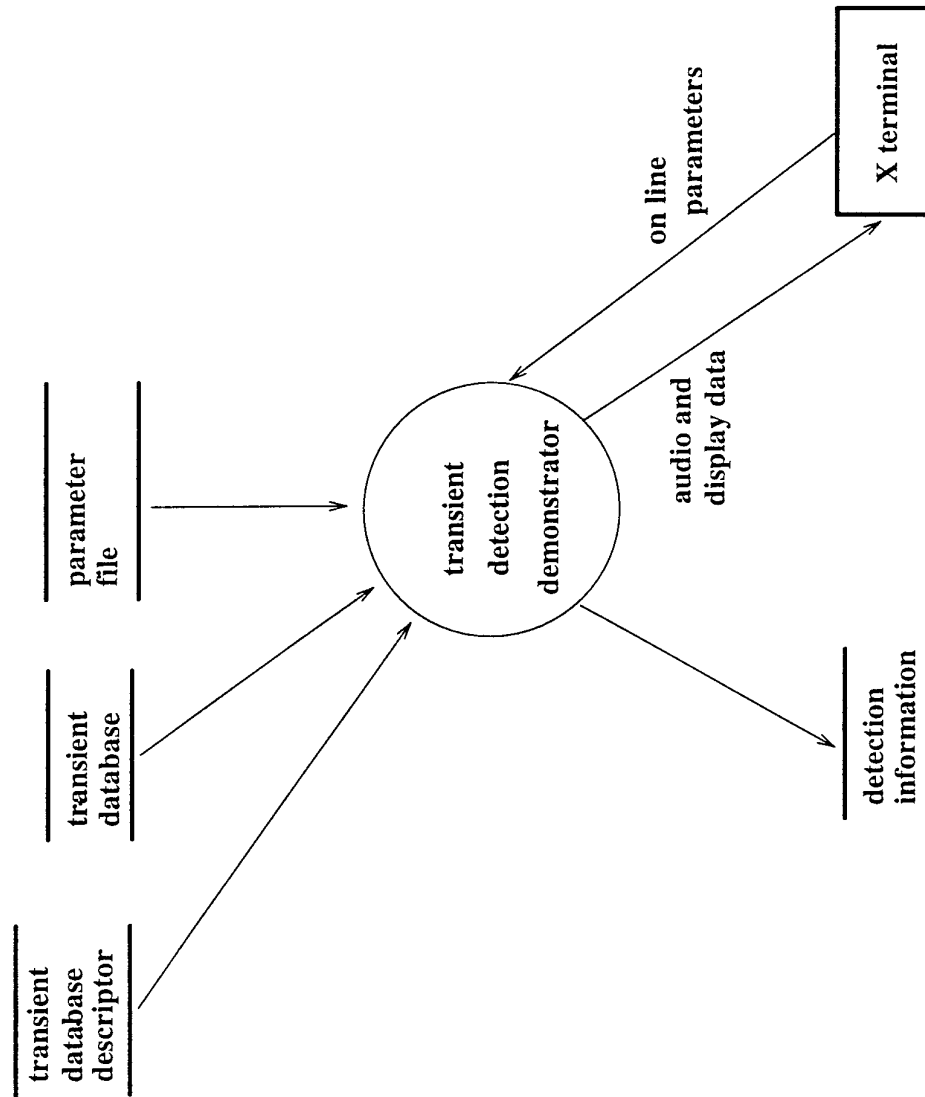 transient
database
descriptor
transient
database
parameter
file
transient
detection
demonstrator
on line
parameters
audio and
display data
detection
information
X terminal